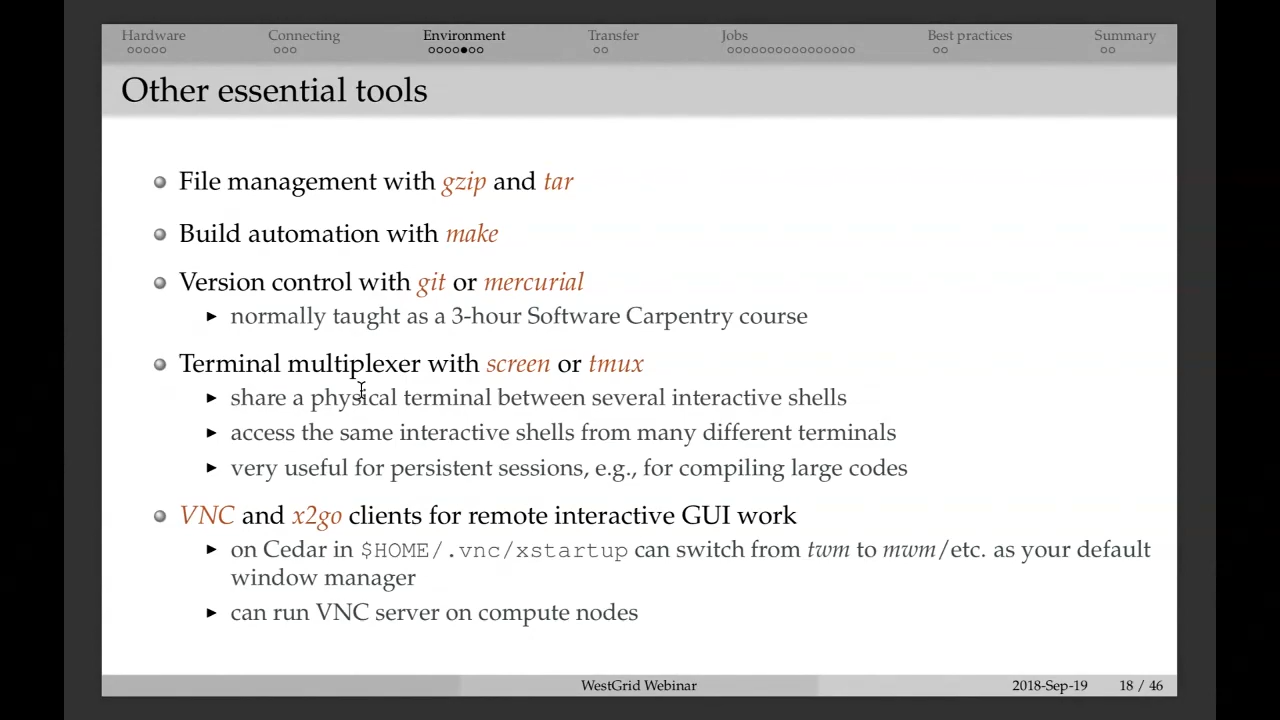 Hardware Connecting Environment Transfer Jobs Best practices Summary
Other essential tools
File management with gzip and tar
Build automation with make
Version control with git or mercurial
normally taught as a 3-hour Software Carpentry course
Terminal multiplexer with screen or tmux
share a physical terminal between several interactive shells
access the same interactive shells from many different terminals
very useful for persistent sessions, e.g., for compiling large codes
VNC and x2go clients for remote interactive GUI work
on Cedar in $HOME/.vnc/xstartup can switch from twm to mwm/etc. as your default
window manager
can run VNC server on compute nodes
WestGrid Webinar 2018-Sep-19 18 / 46